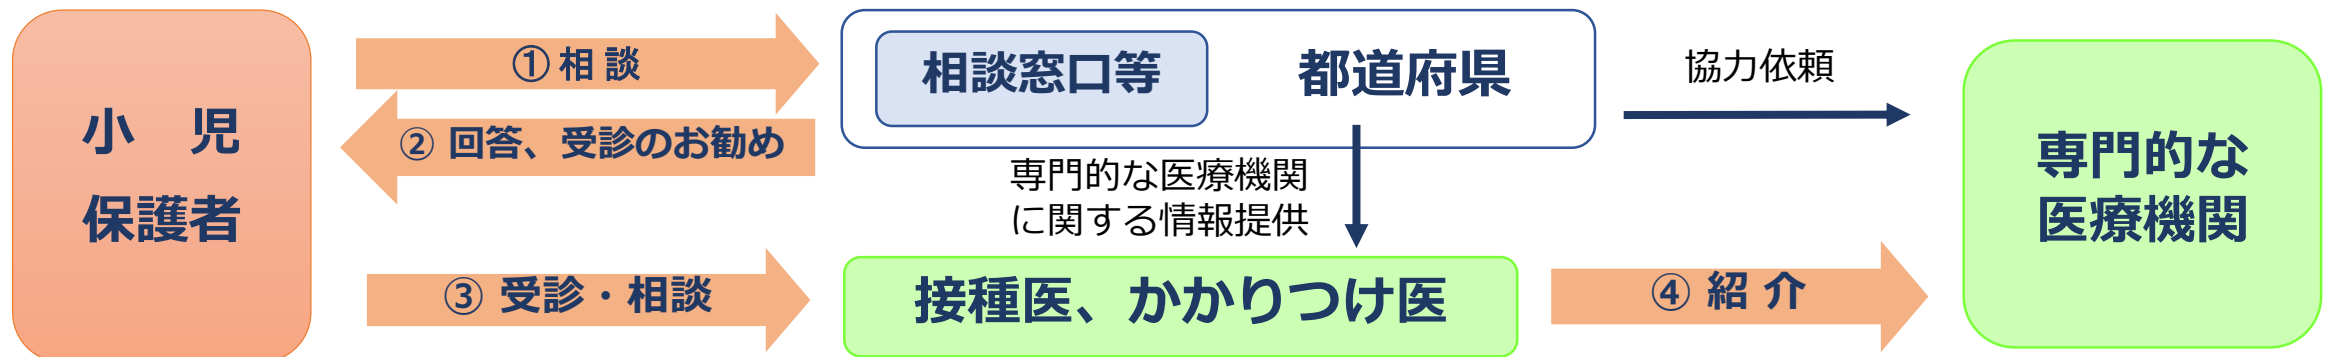 小　児
保護者
① 相 談
② 回答、受診のお勧め
③ 受診・相談
相談窓口等
都道府県
専門的な医療機関
に関する情報提供
接種医、かかりつけ医
協力依頼
④ 紹 介
専門的な
医療機関